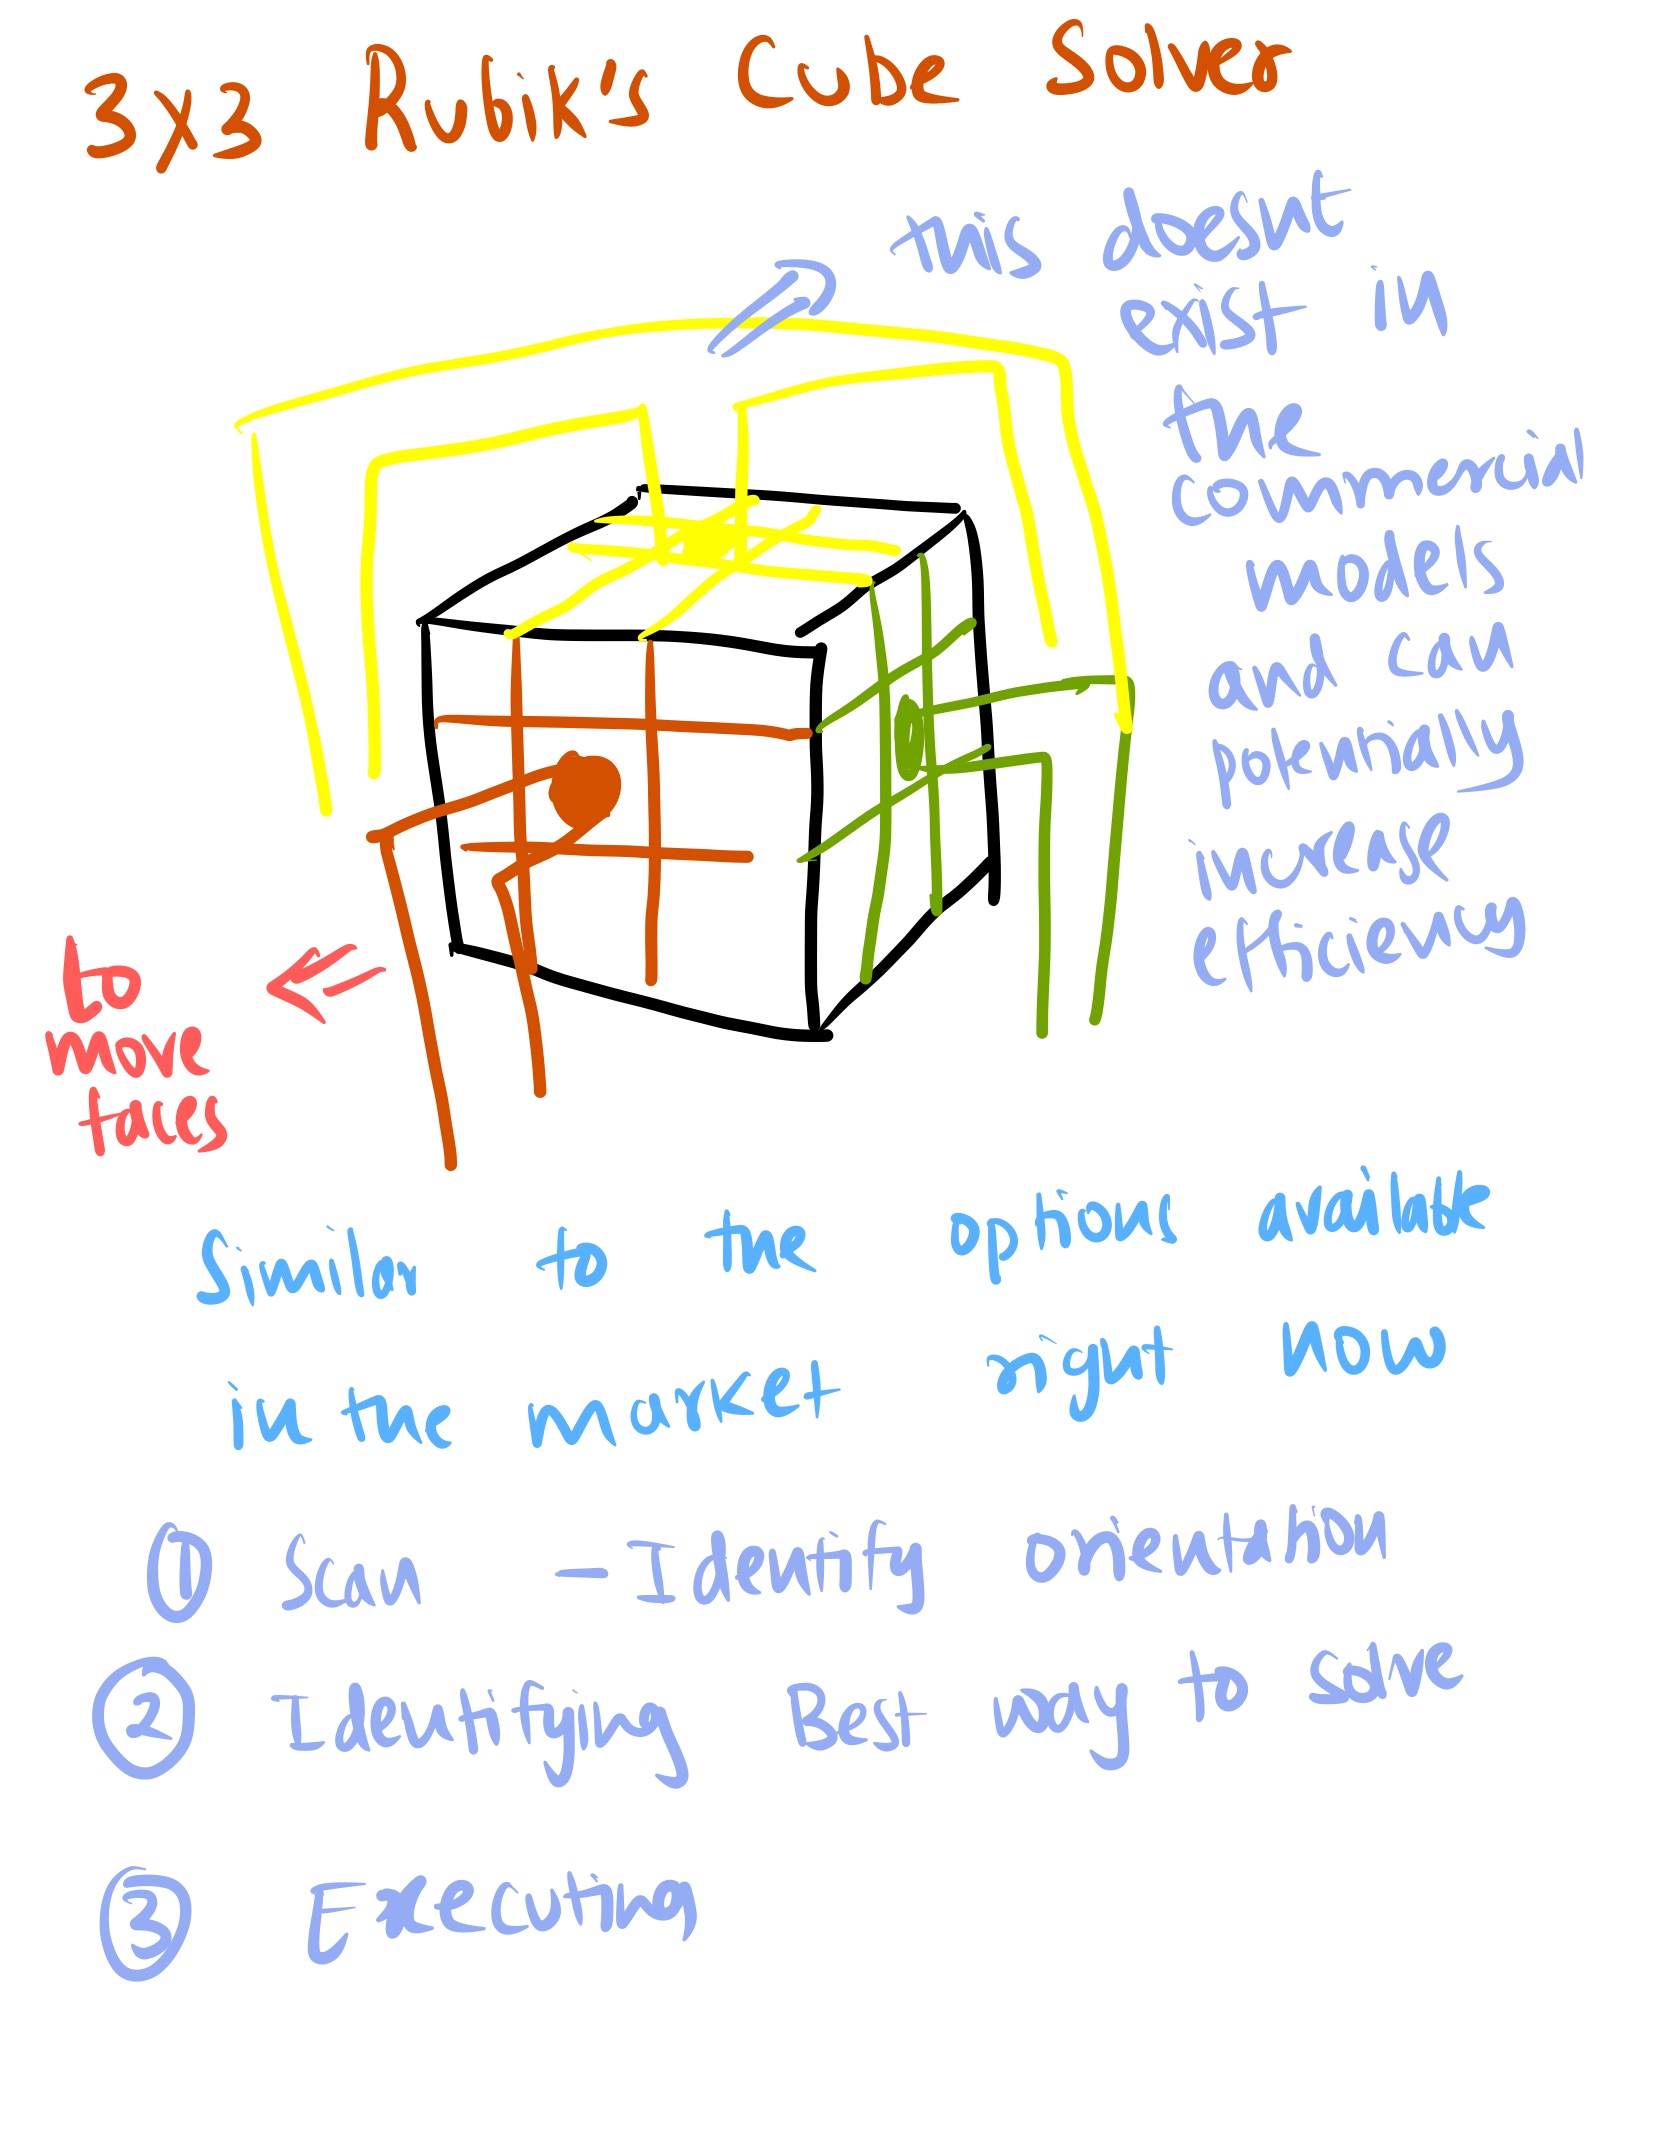 3x3 Rubik's Cube Solver
this doesnt
exist in
the
commercial
models
and can
potentially
increase
efficiency
to
move
faces
Similar to the options available
in the market right now
1 Scan - Identify orientation
2 Identifying Best way to solve
3 Executing